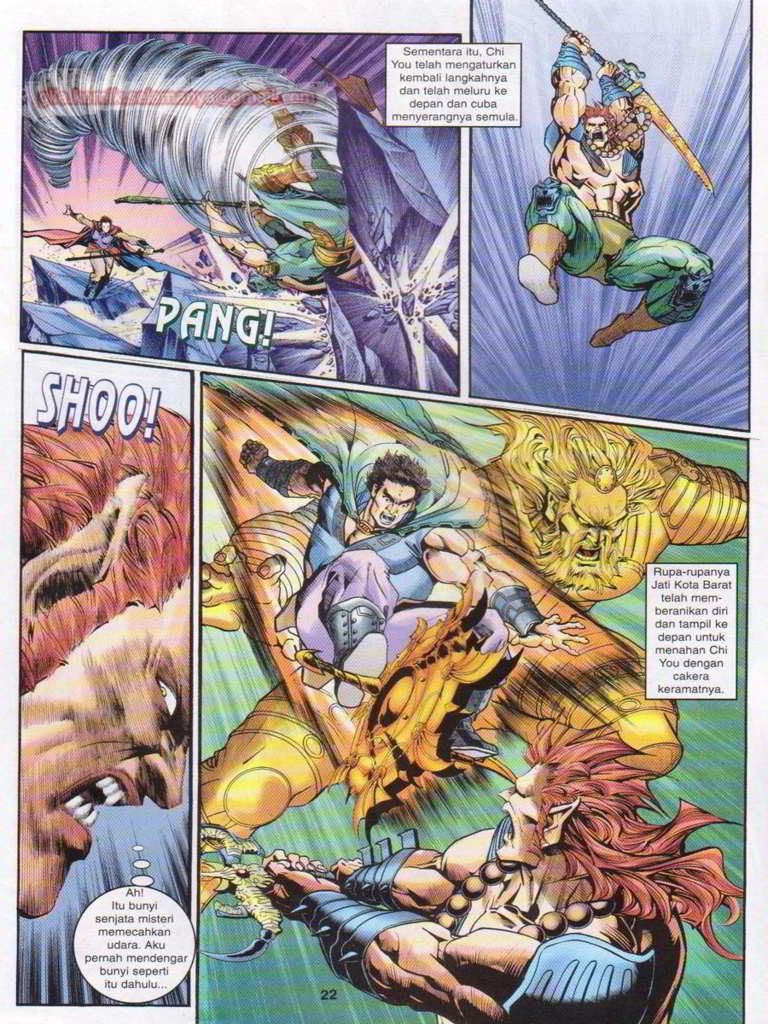 Sementara itu, Chi
You telah mengaturkan
kembali langkahnya
dan telah meluru ke
depan dan cuba
menyerangnya semula.
PANG!
SHOO!
Rupa-rupanya
Jati Kota Barat
telah mem-
beranikan diri
dan tampil ke
depan untuk
menahan Chi
You dengan
cakera
keramatnya.
Ah!
Itu bunyi
senjata misteri
memecahkan
udara. Aku
pernah mendengar
bunyi seperti
itu dahulu...
22